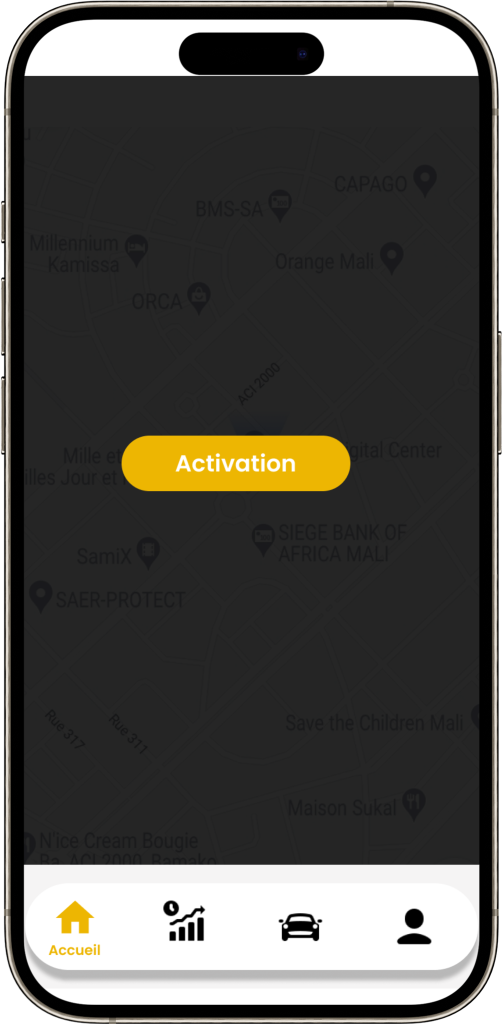 CAPAGO
BMS-SA
Millennium
Kamissa
Orange Mali
ORCA
ACI 2000
Mille et
gital Center
illes Jour et
Activation
SIEGE BANK OF
AFRICA MALI
SamiX
SAER-PROTECT
Rue 317
Rue 311
Save the Children Mali
Maison Sukal
N'ice Cream Bougie
Ba, ACI 2000, Bamako
Accueil